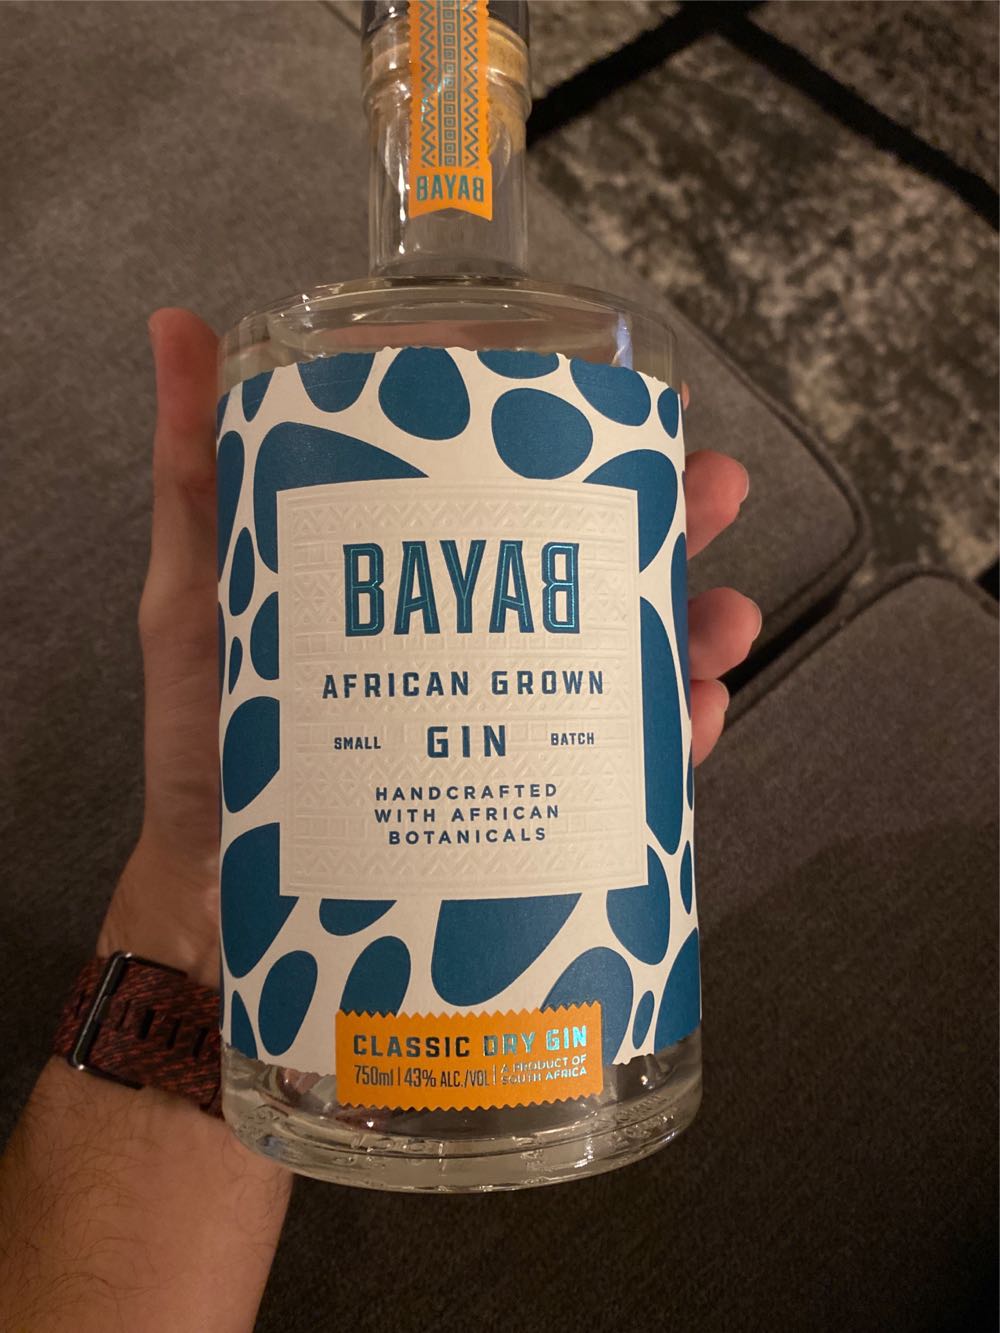 BAYAB
BAYAB
AFRICAN GROWN
SMALL GIN BATCH
HANDCRAFTED
WITH AFRICAN
BOTANICALS
CLASSIC DRY GIN
750ml | 43% ALC./VOL | A PRODUCT OF
SOUTH AFRICA